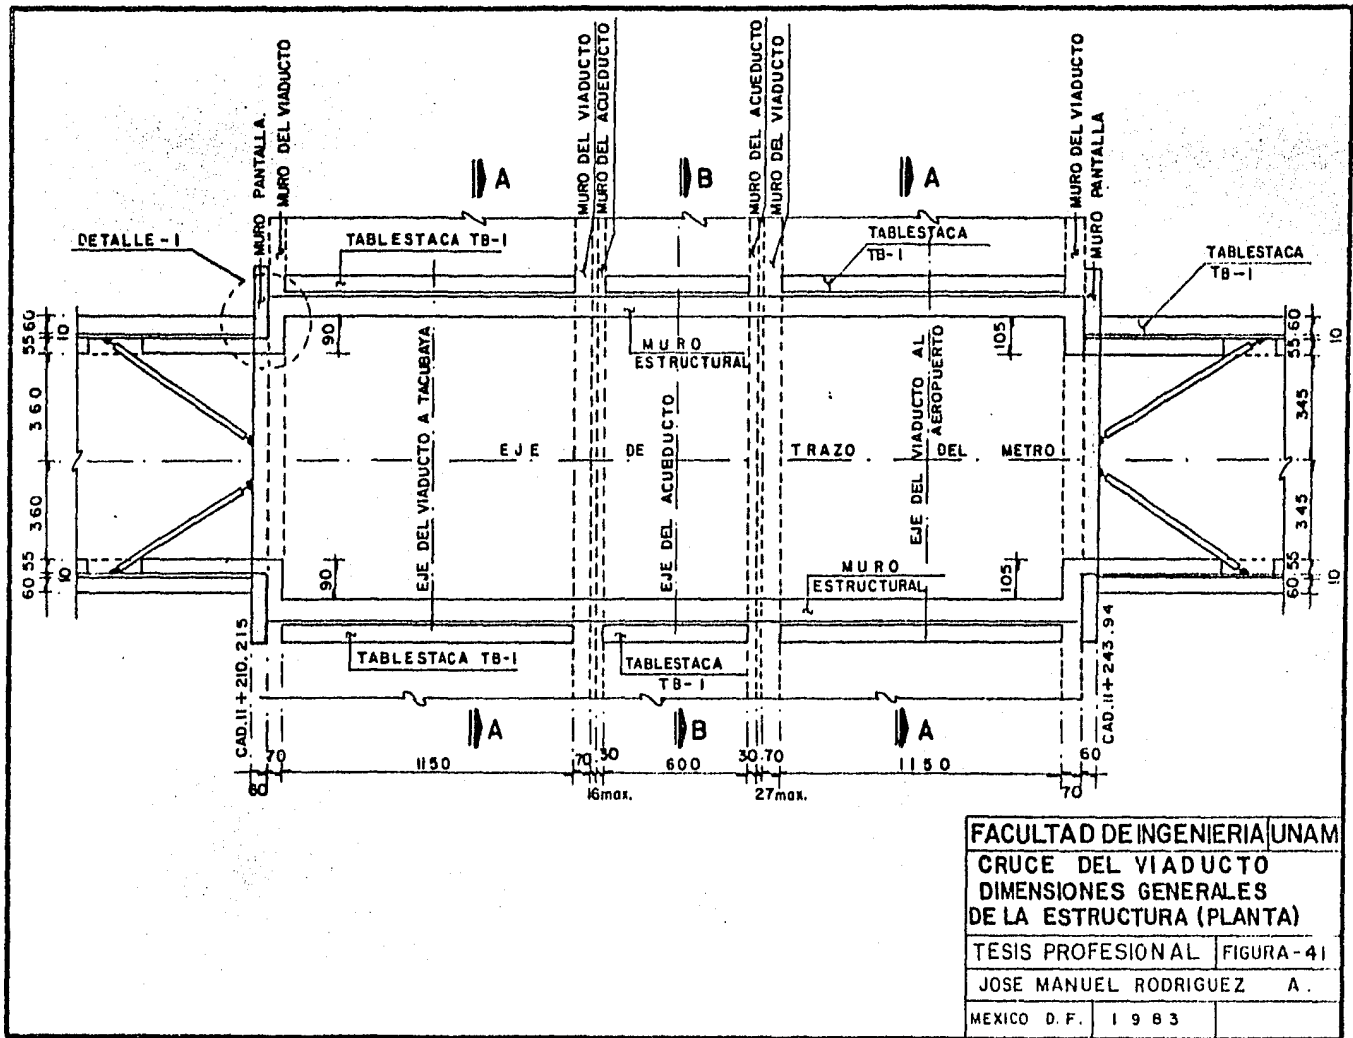 MURO PANTALLA.
MURO DEL VIADUCTO
MURO DEL VIADUCTO
MURO DEL ACUEDUCTO
MURO DEL ACUEDUCTO
MURO DEL VIADUCTO
MURO DEL VIADUCTO
MURO PANTALLA
A
B
A
DETALLE-1
TABLESTACA TB-1
TABLESTACA
TB-1
TABLESTACA
TB-1
60
55
10
360
360
55
60
10
90
MURO
ESTRUCTURAL
105
60
55
10
345
345
55
60
10
EJE DEL VIADUCTO A TACUBAYA
EJE DEL ACUEDUCTO
EJE DEL VIADUCTO AL
AEROPUERTO
EJE DE TRAZO DEL METRO
90
MURO
ESTRUCTURAL
105
TABLESTACA TB-1
TABLESTACA
TB-1
CAD.11+210.215
CAD.11+243.94
A
B
A
60
70
1150
70
16max.
30
600
30
27max.
70
1150
70
60
FACULTAD DE INGENIERIA UNAM
CRUCE DEL VIADUCTO
DIMENSIONES GENERALES
DE LA ESTRUCTURA (PLANTA)
TESIS PROFESIONAL FIGURA-41
JOSE MANUEL RODRIGUEZ A.
MEXICO D.F. 1983